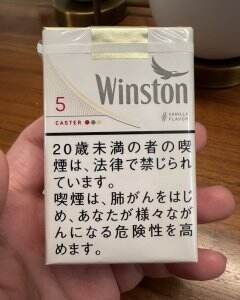 Winston
5
CASTER
VANILLA
FLAVOR
20歳未満の者の喫
煙は、法律で禁じられ
ています。
喫煙は、肺がんをはじ
め、あなたが様々なが
んになる危険性を高
めます。